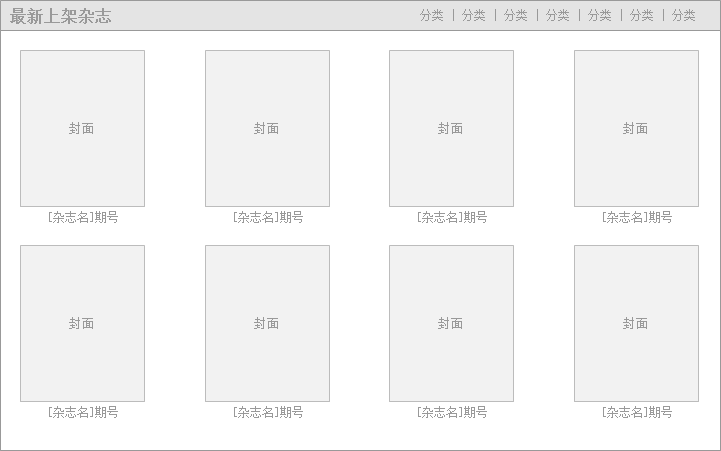 最新上架杂志
分类 | 分类 | 分类 | 分类 | 分类 | 分类 | 分类
封面 封面 封面 封面
[杂志名]期号 [杂志名]期号 [杂志名]期号 [杂志名]期号
封面 封面 封面 封面
[杂志名]期号 [杂志名]期号 [杂志名]期号 [杂志名]期号